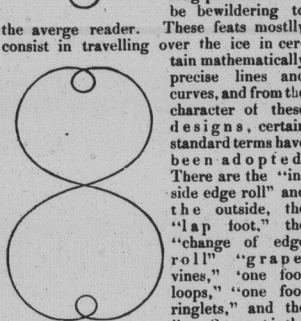 be bewildering to
the averge reader. These feats mostlly
consist in travelling over the ice in cer
tain mathematically
precise lines and
curves, and from the
character of these
designs, certain
standard terms have
been adopted
There are the "in
side edge roll" and
the outside, the
"lap foot," the
"change of edge
roll" "grape
vines," 'one foo
loops," "one foo
ringlets," and the